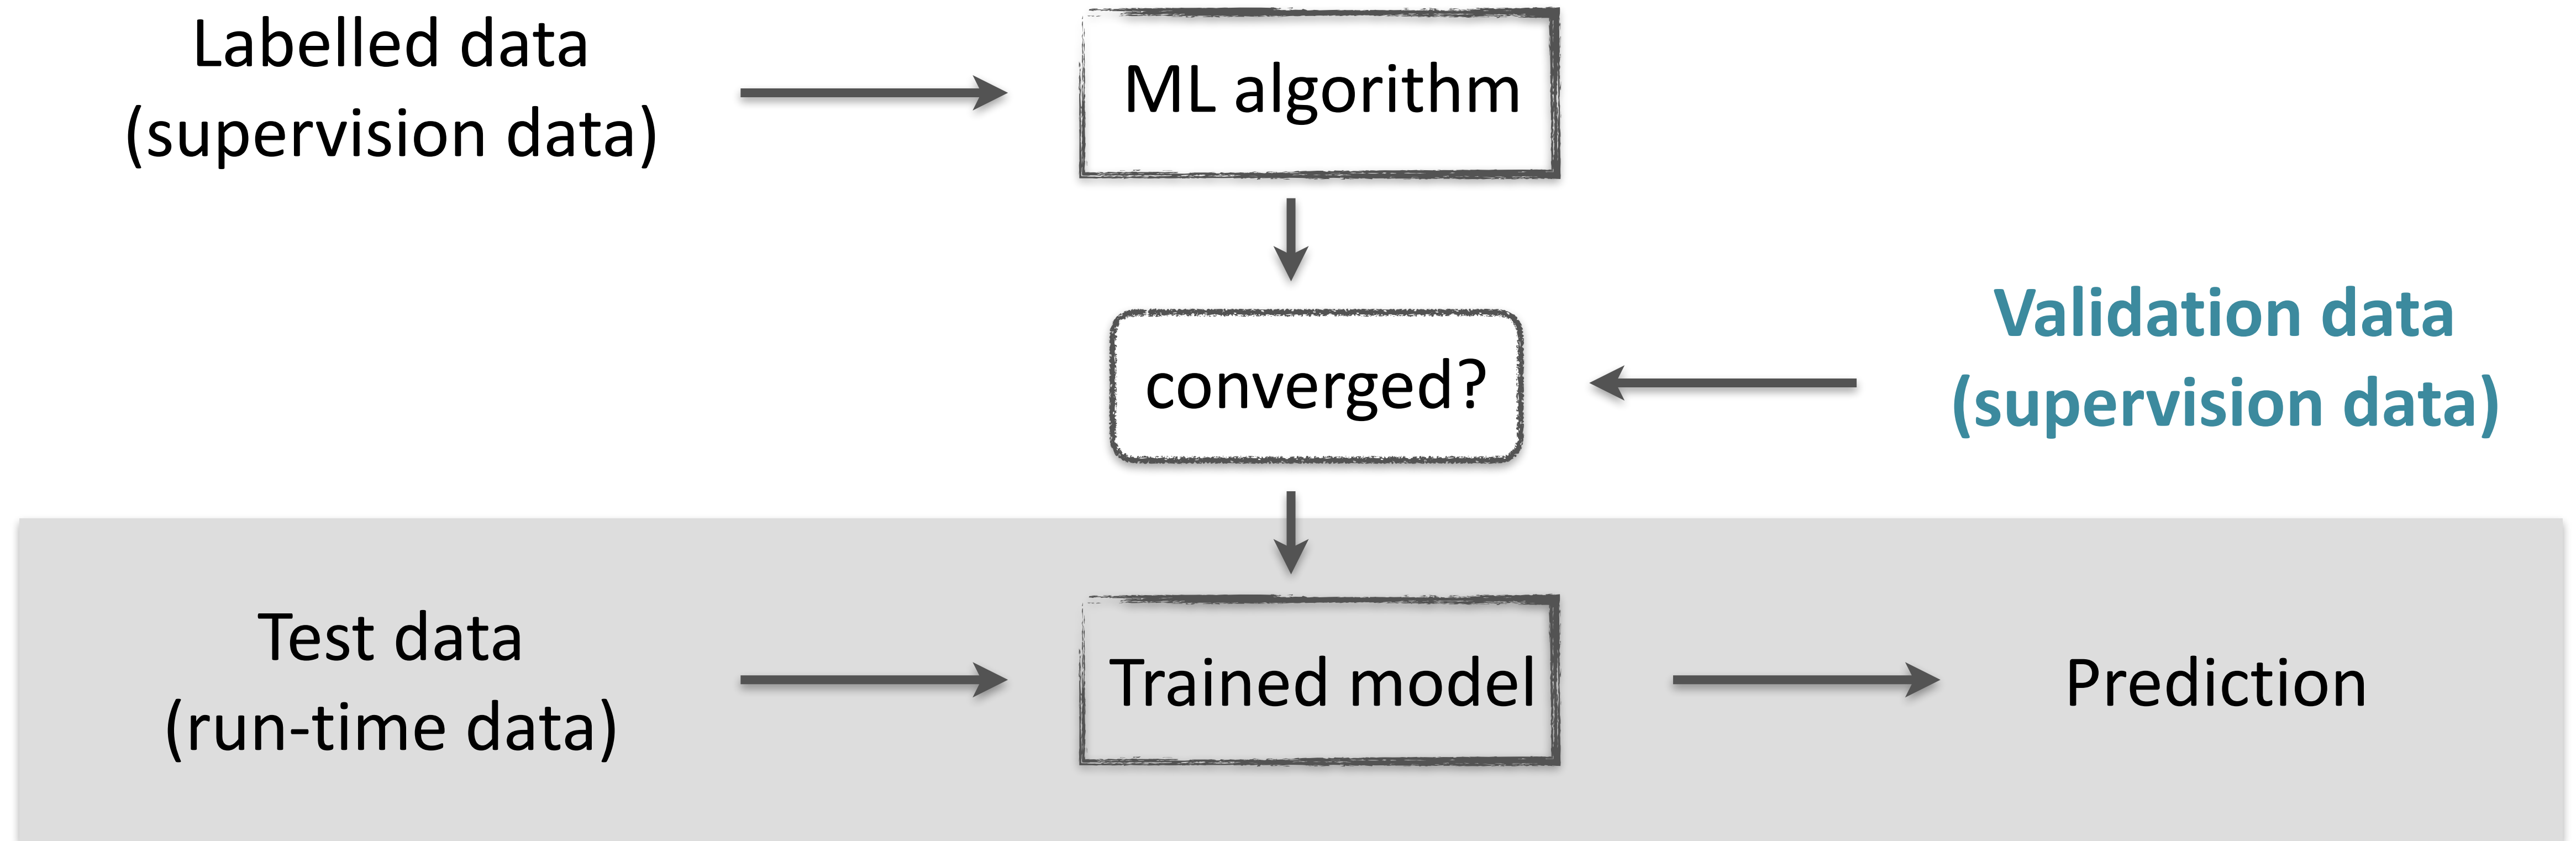 Labelled data
(supervision data)
ML algorithm
converged?
Validation data
(supervision data)
Test data
(run-time data)
Trained model
Prediction